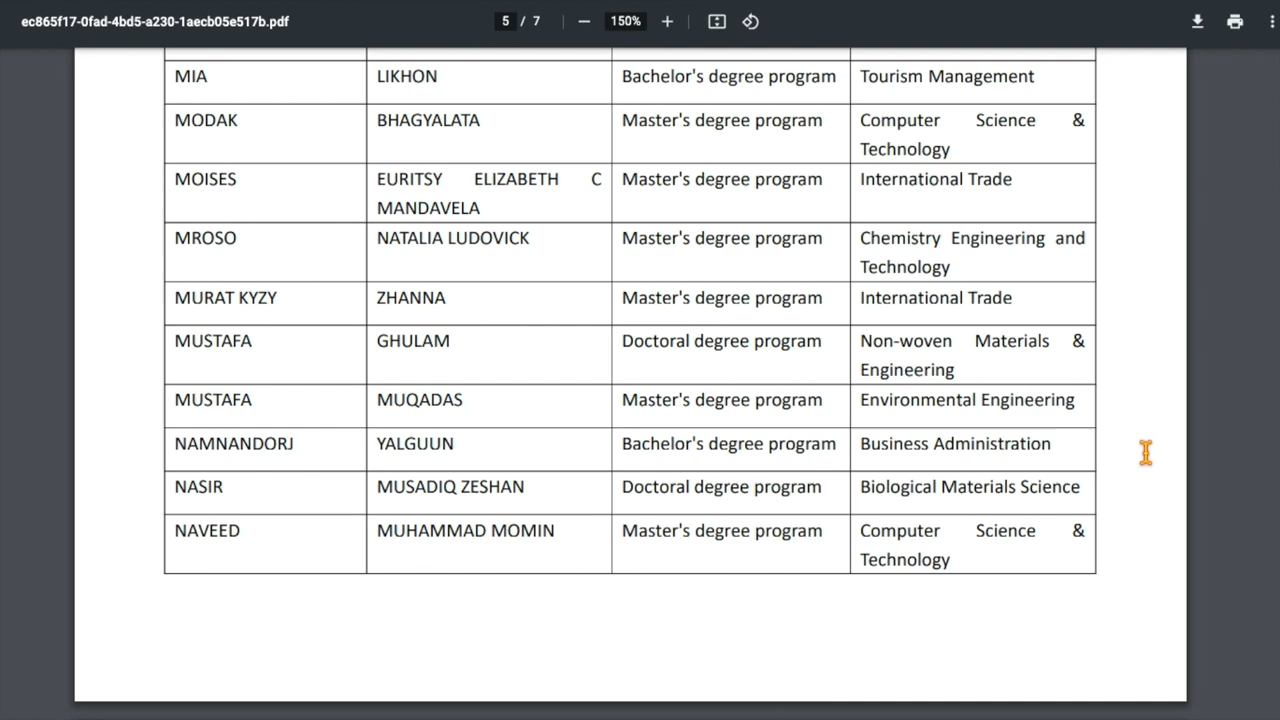 ec865f17-0fad-4bd5-a230-1aecb05e517b.pdf 5 / 7 150%
MIA LIKHON Bachelor's degree program Tourism Management
MODAK BHAGYALATA Master's degree program Computer Science &
Technology
MOISES EURITSY ELIZABETH C Master's degree program International Trade
MANDAVELA
MROSO NATALIA LUDOVICK Master's degree program Chemistry Engineering and
Technology
MURAT KYZY ZHANNA Master's degree program International Trade
MUSTAFA GHULAM Doctoral degree program Non-woven Materials &
Engineering
MUSTAFA MUQADAS Master's degree program Environmental Engineering
NAMNANDORJ YALGUUN Bachelor's degree program Business Administration
NASIR MUSADIQ ZESHAN Doctoral degree program Biological Materials Science
NAVEED MUHAMMAD MOMIN Master's degree program Computer Science &
Technology